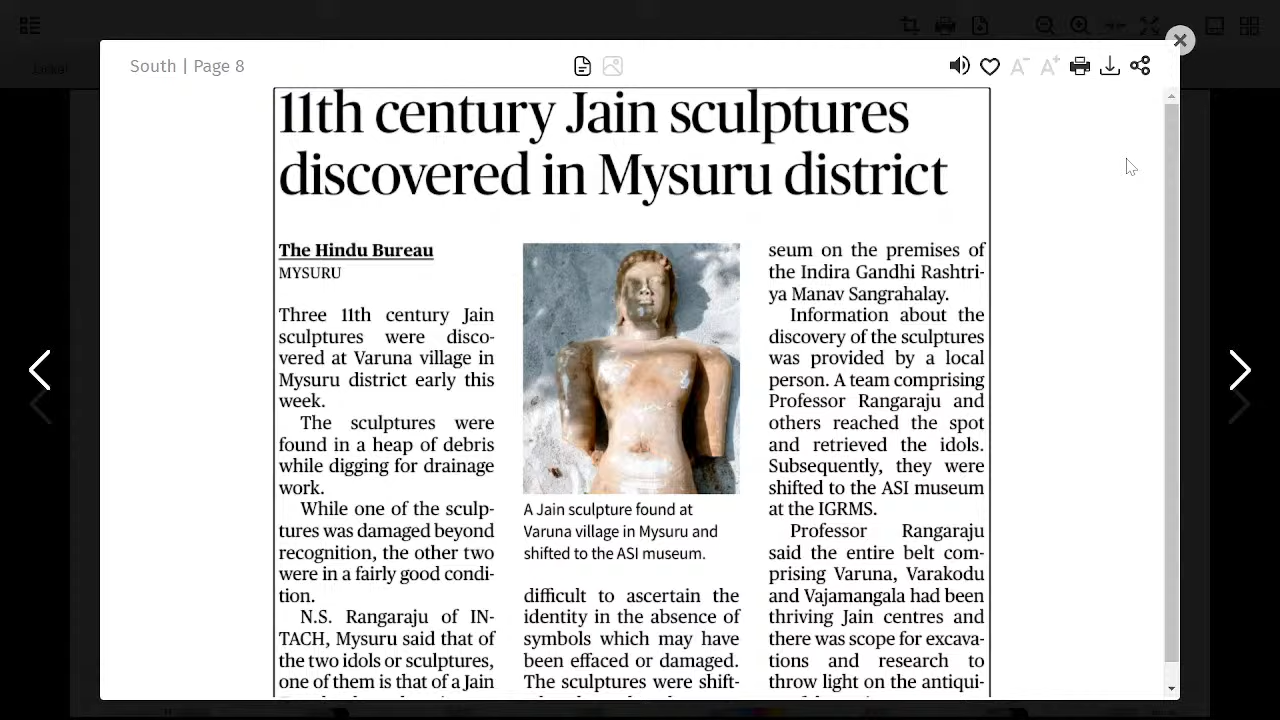 South | Page 8
A-
A+
11th century Jain sculptures
discovered in Mysuru district
The Hindu Bureau
MYSURU
Three 11th century Jain
sculptures were disco-
vered at Varuna village in
Mysuru district early this
week.
The sculptures were
found in a heap of debris
while digging for drainage
work.
While one of the sculp-
tures was damaged beyond
recognition, the other two
were in a fairly good condi-
tion.
N.S. Rangaraju of IN-
TACH, Mysuru said that of
the two idols or sculptures,
one of them is that of a Jain
A Jain sculpture found at
Varuna village in Mysuru and
shifted to the ASI museum.
difficult to ascertain the
identity in the absence of
symbols which may have
been effaced or damaged.
The sculptures were shift-
seum on the premises of
the Indira Gandhi Rashtri-
ya Manav Sangrahalay.
Information about the
discovery of the sculptures
was provided by a local
person. A team comprising
Professor Rangaraju and
others reached the spot
and retrieved the idols.
Subsequently, they were
shifted to the ASI museum
at the IGRMS.
Professor Rangaraju
said the entire belt com-
prising Varuna, Varakodu
and Vajamangala had been
thriving Jain centres and
there was scope for excava-
tions and research to
throw light on the antiqui-